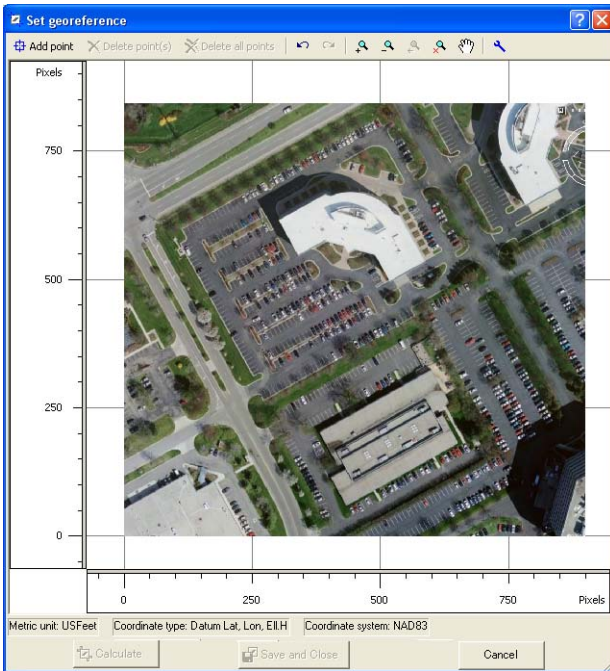 Set georeference
Add point Delete point(s) Delete all points
Pixels
750
500
250
0
0 250 500 750 Pixels
Metric unit: USFeet Coordinate type: Datum Lat, Lon, Ell.H Coordinate system: NAD83
Calculate Save and Close Cancel